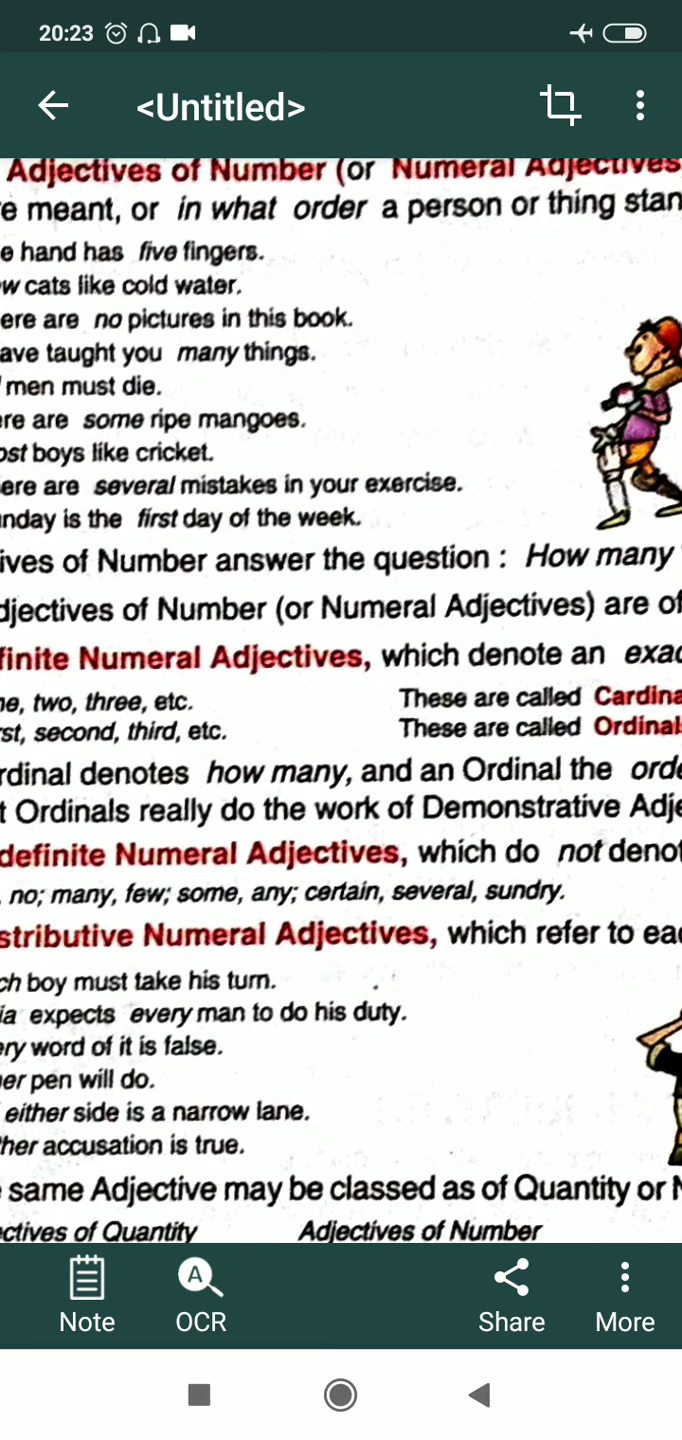 20:23
<Untitled>
Adjectives of Number (or Numeral Adjectives
e meant, or in what order a person or thing stan
e hand has five fingers.
w cats like cold water.
ere are no pictures in this book.
ave taught you many things.
men must die.
re are some ripe mangoes.
ost boys like cricket.
ere are several mistakes in your exercise.
nday is the first day of the week.
ives of Number answer the question : How many
djectives of Number (or Numeral Adjectives) are of
finite Numeral Adjectives, which denote an exac
ne, two, three, etc. These are called Cardina
rst, second, third, etc. These are called Ordinal
rdinal denotes how many, and an Ordinal the orde
t Ordinals really do the work of Demonstrative Adje
definite Numeral Adjectives, which do not denot
, no; many, few; some, any; certain, several, sundry.
stributive Numeral Adjectives, which refer to eac
ch boy must take his turn.
ia expects every man to do his duty.
ery word of it is false.
er pen will do.
either side is a narrow lane.
ther accusation is true.
same Adjective may be classed as of Quantity or N
ctives of Quantity Adjectives of Number
Note OCR Share More